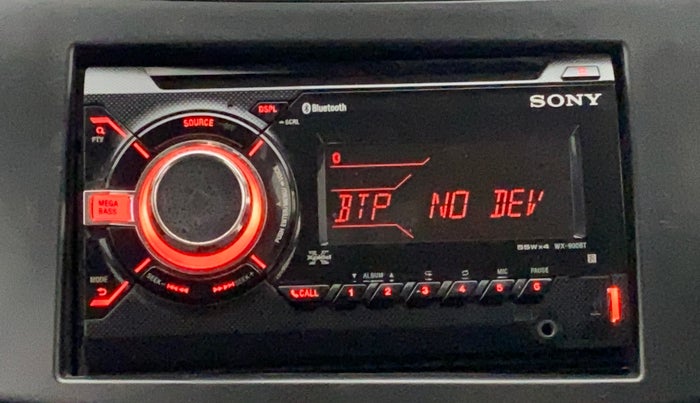 DSPL
Bluetooth
SCRL
SOURCE
SONY
PTY
MEGA
BASS
BTP NO DEV
55W×4 WX-900BT
MODE
SEEK−
SEEK+
ALBUM
MIC
PAUSE
CALL 1 2 3 4 5 6